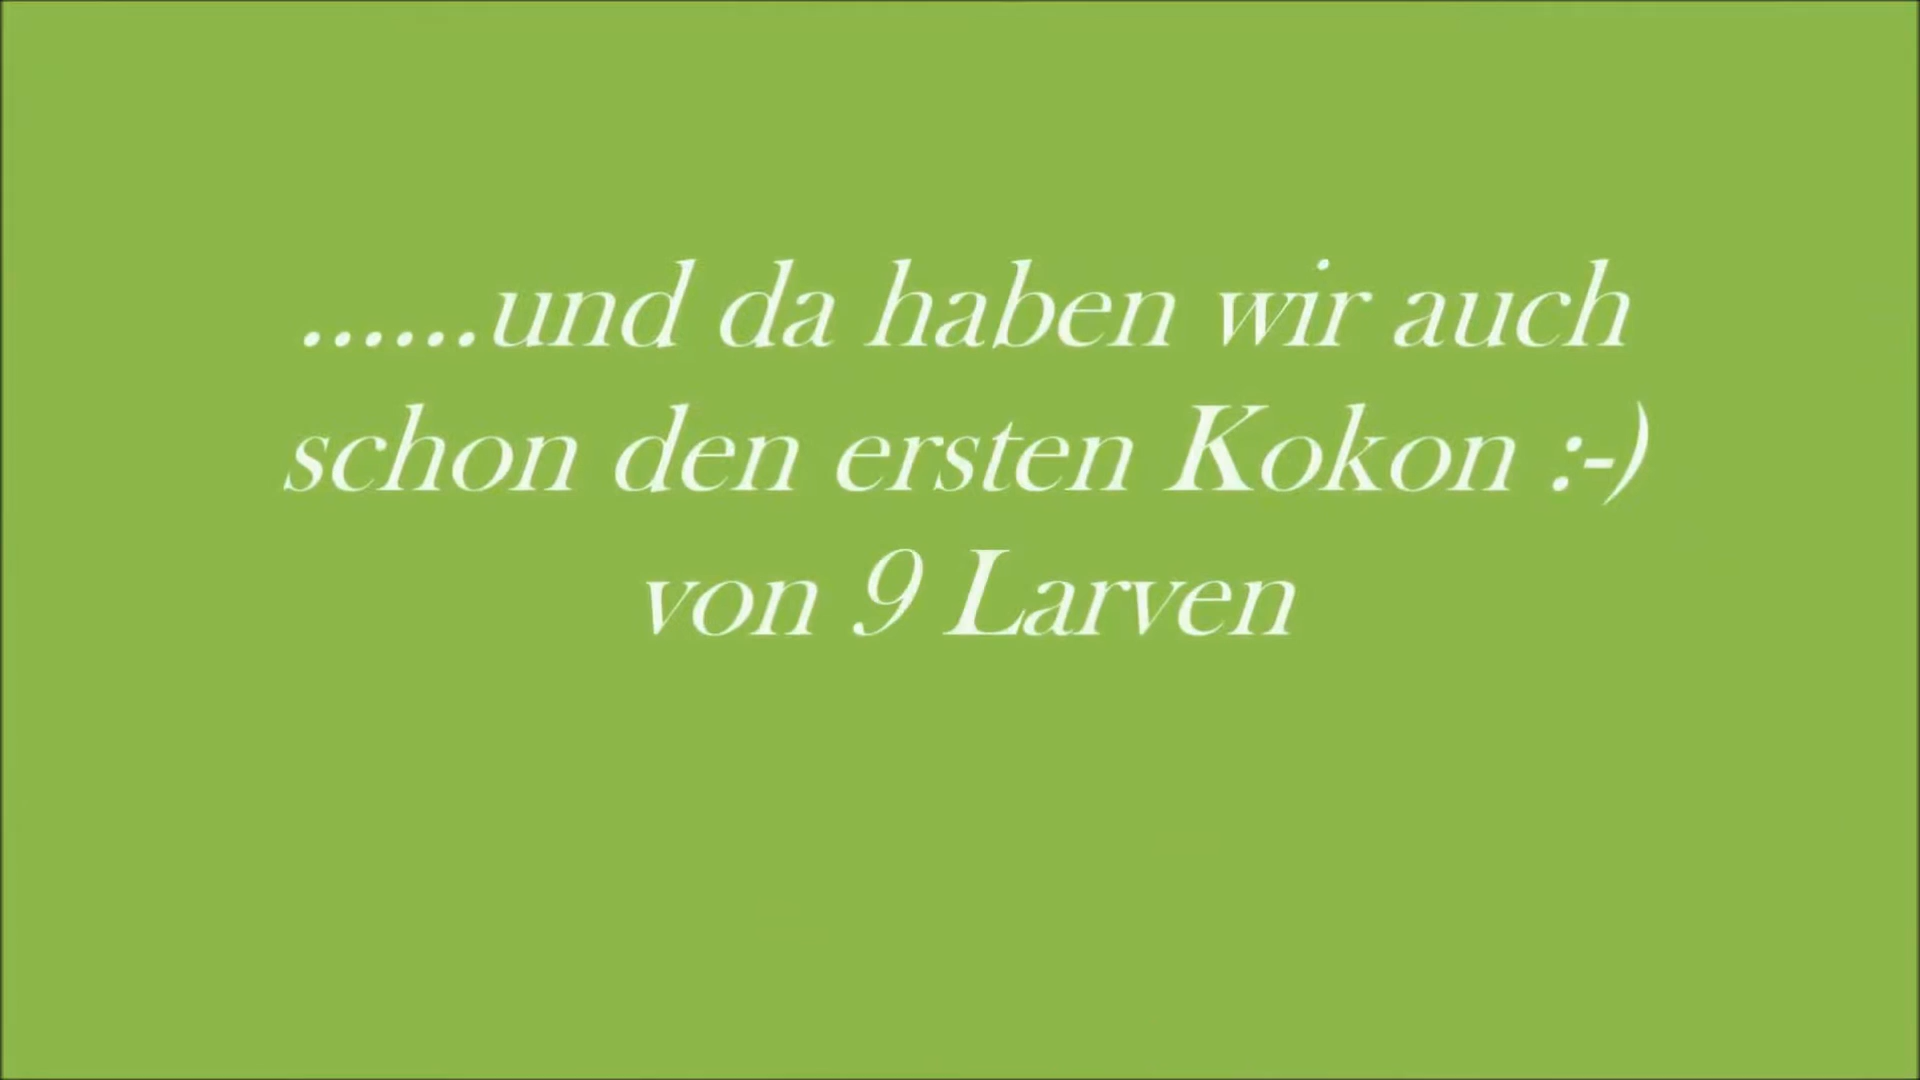 ......und da haben wir auch
schon den ersten Kokon :-)
von 9 Larven